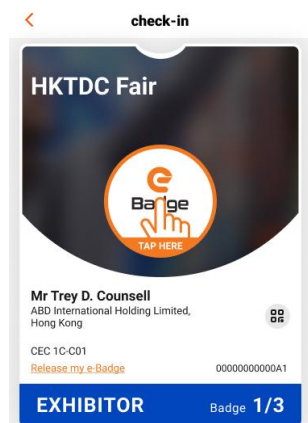 check-in
HKTDC Fair
Badge
TAP HERE
Mr Trey D. Counsell
ABD International Holding Limited,
Hong Kong
CEC 1C-C01
Release my e-Badge
00000000000A1
EXHIBITOR
Badge 1/3